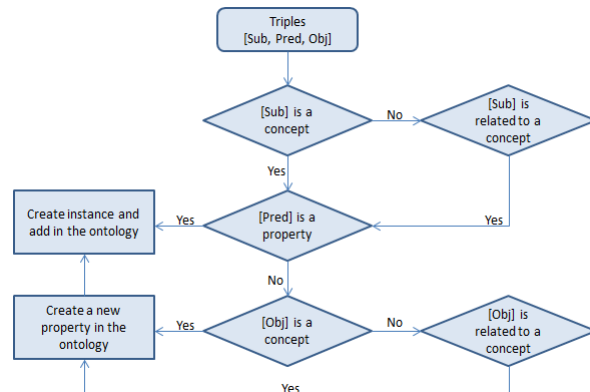 Triples
[Sub, Pred, Obj]
[Sub] is a
concept
No
[Sub] is
related to a
concept
Yes
Create instance and
add in the ontology
Yes
[Pred] is a
property
Yes
No
Create a new
property in the
ontology
Yes
[Obj] is a
concept
No
[Obj] is
related to a
concept
Yes